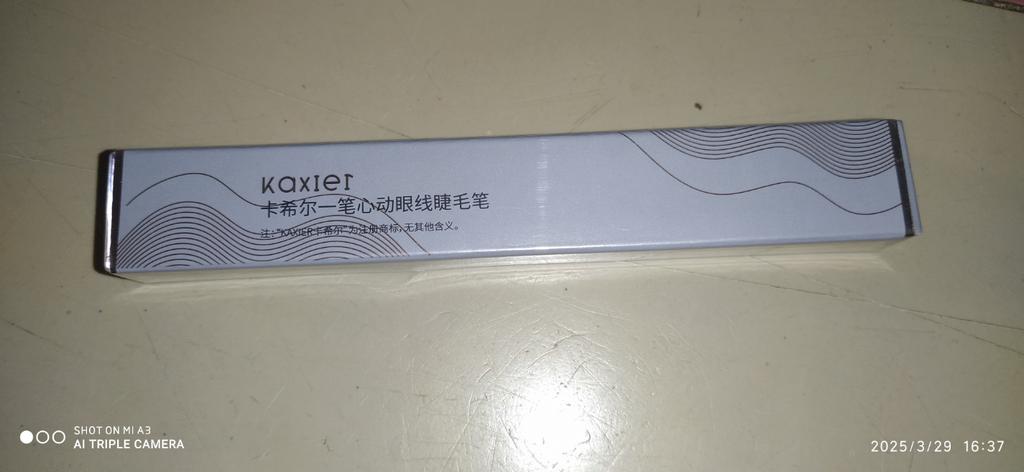 Kaxier
卡希尔一笔心动眼线睫毛笔
注:"KAXIER卡希尔"为注册商标,无其他含义。
SHOT ON MI A3
AI TRIPLE CAMERA
2025/3/29 16:37